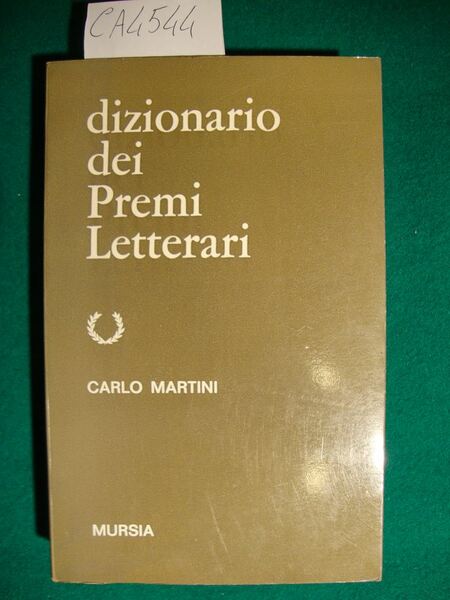 CA4544
dizionario
dei
Premi
Letterari
CARLO MARTINI
MURSIA